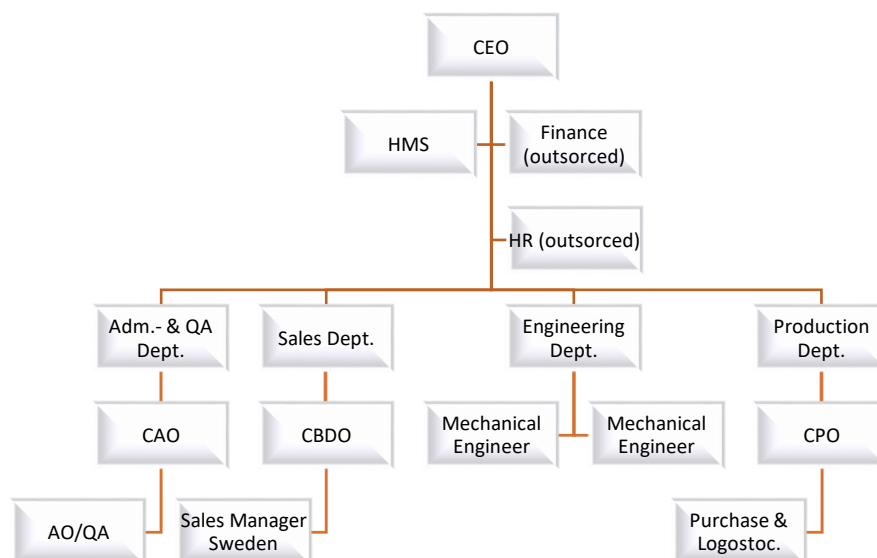 CEO
HMS
Finance
(outsorced)
HR (outsorced)
Adm.- & QA
Dept.
Sales Dept.
Engineering
Dept.
Production
Dept.
CAO
CBDO
Mechanical
Engineer
Mechanical
Engineer
CPO
AO/QA
Sales Manager
Sweden
Purchase &
Logostoc.